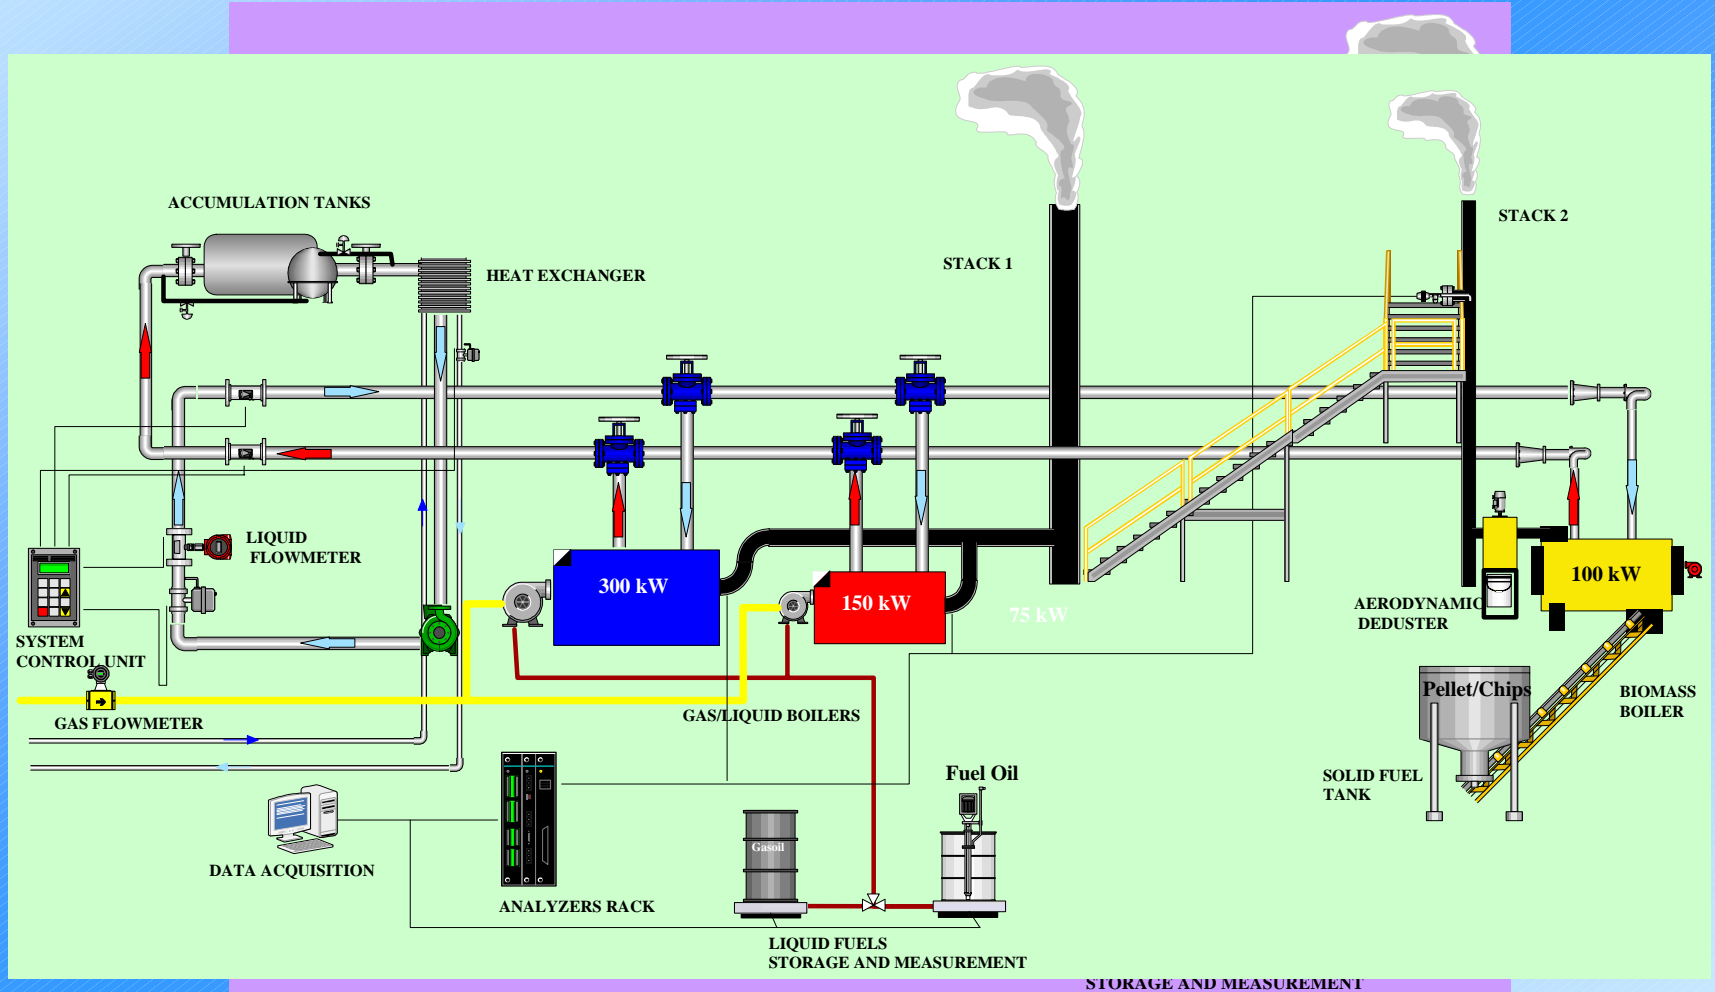 ACCUMULATION TANKS
STACK 2
STACK 1
HEAT EXCHANGER
LIQUID
FLOWMETER
300 kW
150 kW
75 kW
100 kW
AERODYNAMIC
DEDUSTER
SYSTEM
CONTROL UNIT
Pellet/Chips
BIOMASS
BOILER
GAS FLOWMETER
GAS/LIQUID BOILERS
Fuel Oil
SOLID FUEL
TANK
Gasoil
DATA ACQUISITION
ANALYZERS RACK
LIQUID FUELS
STORAGE AND MEASUREMENT
STORAGE AND MEASUREMENT